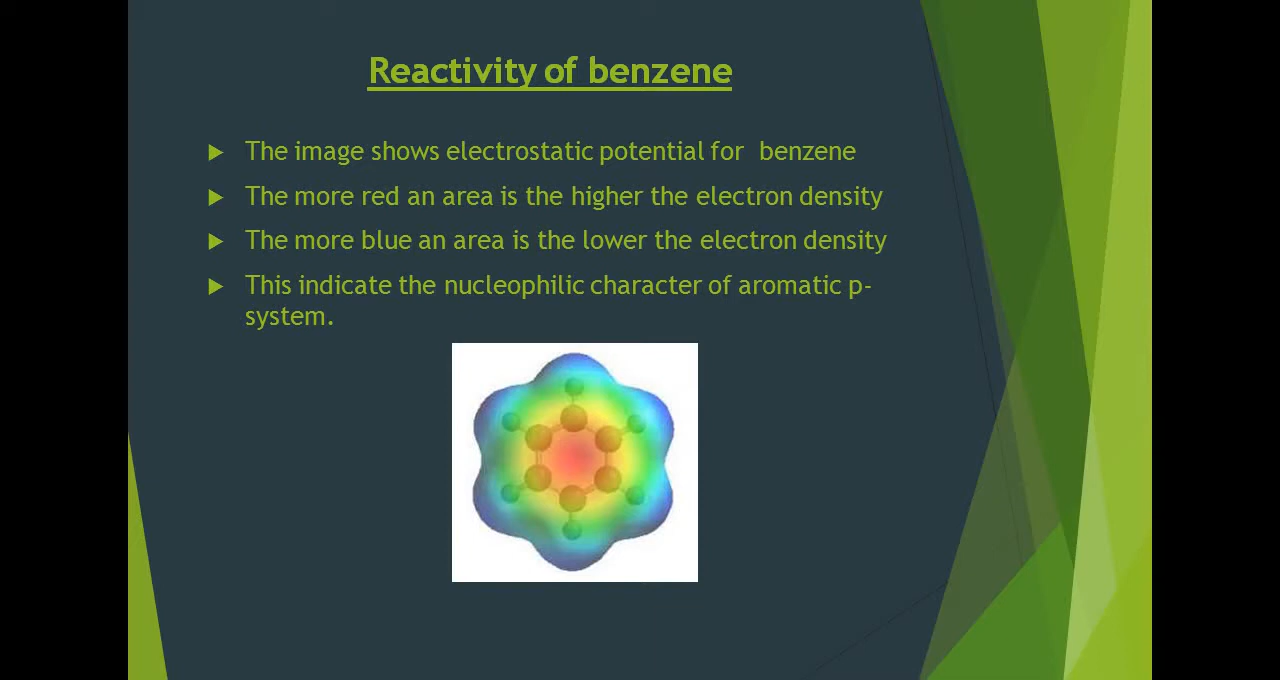 Reactivity of benzene
The image shows electrostatic potential for  benzene
The more red an area is the higher the electron density
The more blue an area is the lower the electron density
This indicate the nucleophilic character of aromatic p-
system.